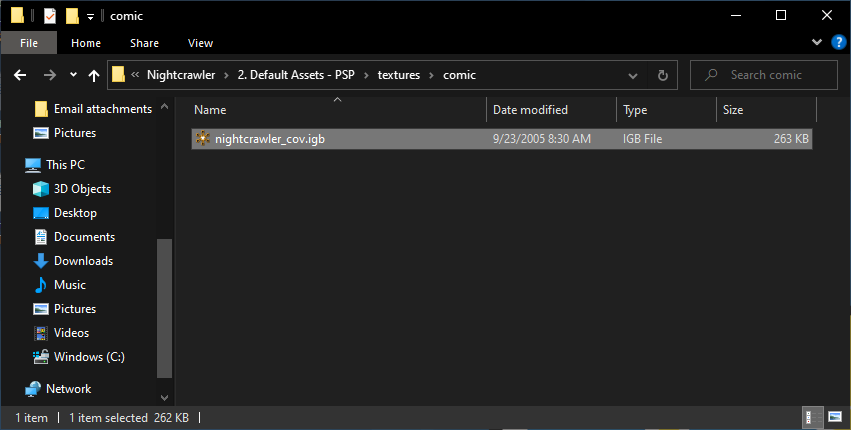 comic
File Home Share View
« Nightcrawler › 2. Default Assets - PSP › textures › comic Search comic
Name Date modified Type Size
nightcrawler_cov.igb 9/23/2005 8:30 AM IGB File 263 KB
Email attachments
Pictures
This PC
3D Objects
Desktop
Documents
Downloads
Music
Pictures
Videos
Windows (C:)
Network
1 item 1 item selected 262 KB